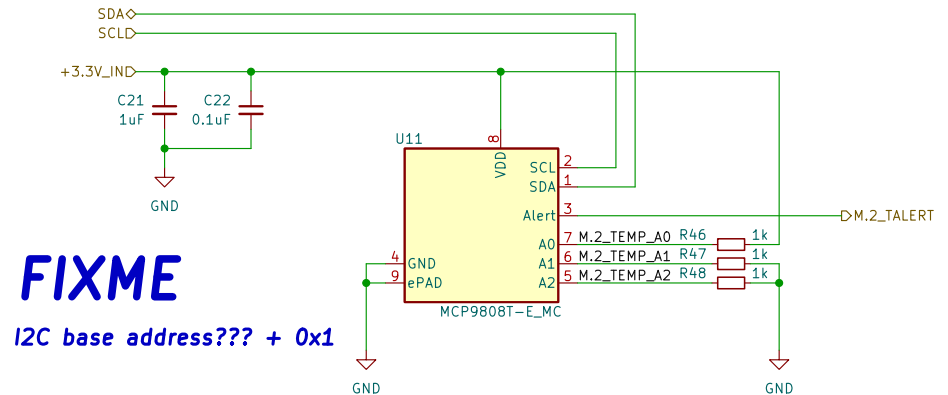 SDA
SCL
+3.3V_IN
C21
1uF
C22
0.1uF
GND
U11
8
VDD
SCL 2
SDA 1
Alert 3
M.2_TALERT
A0 7 M.2_TEMP_A0 R46 1k
A1 6 M.2_TEMP_A1 R47 1k
A2 5 M.2_TEMP_A2 R48 1k
4 GND
9 ePAD
MCP9808T-E_MC
FIXME
I2C base address??? + 0x1
GND
GND